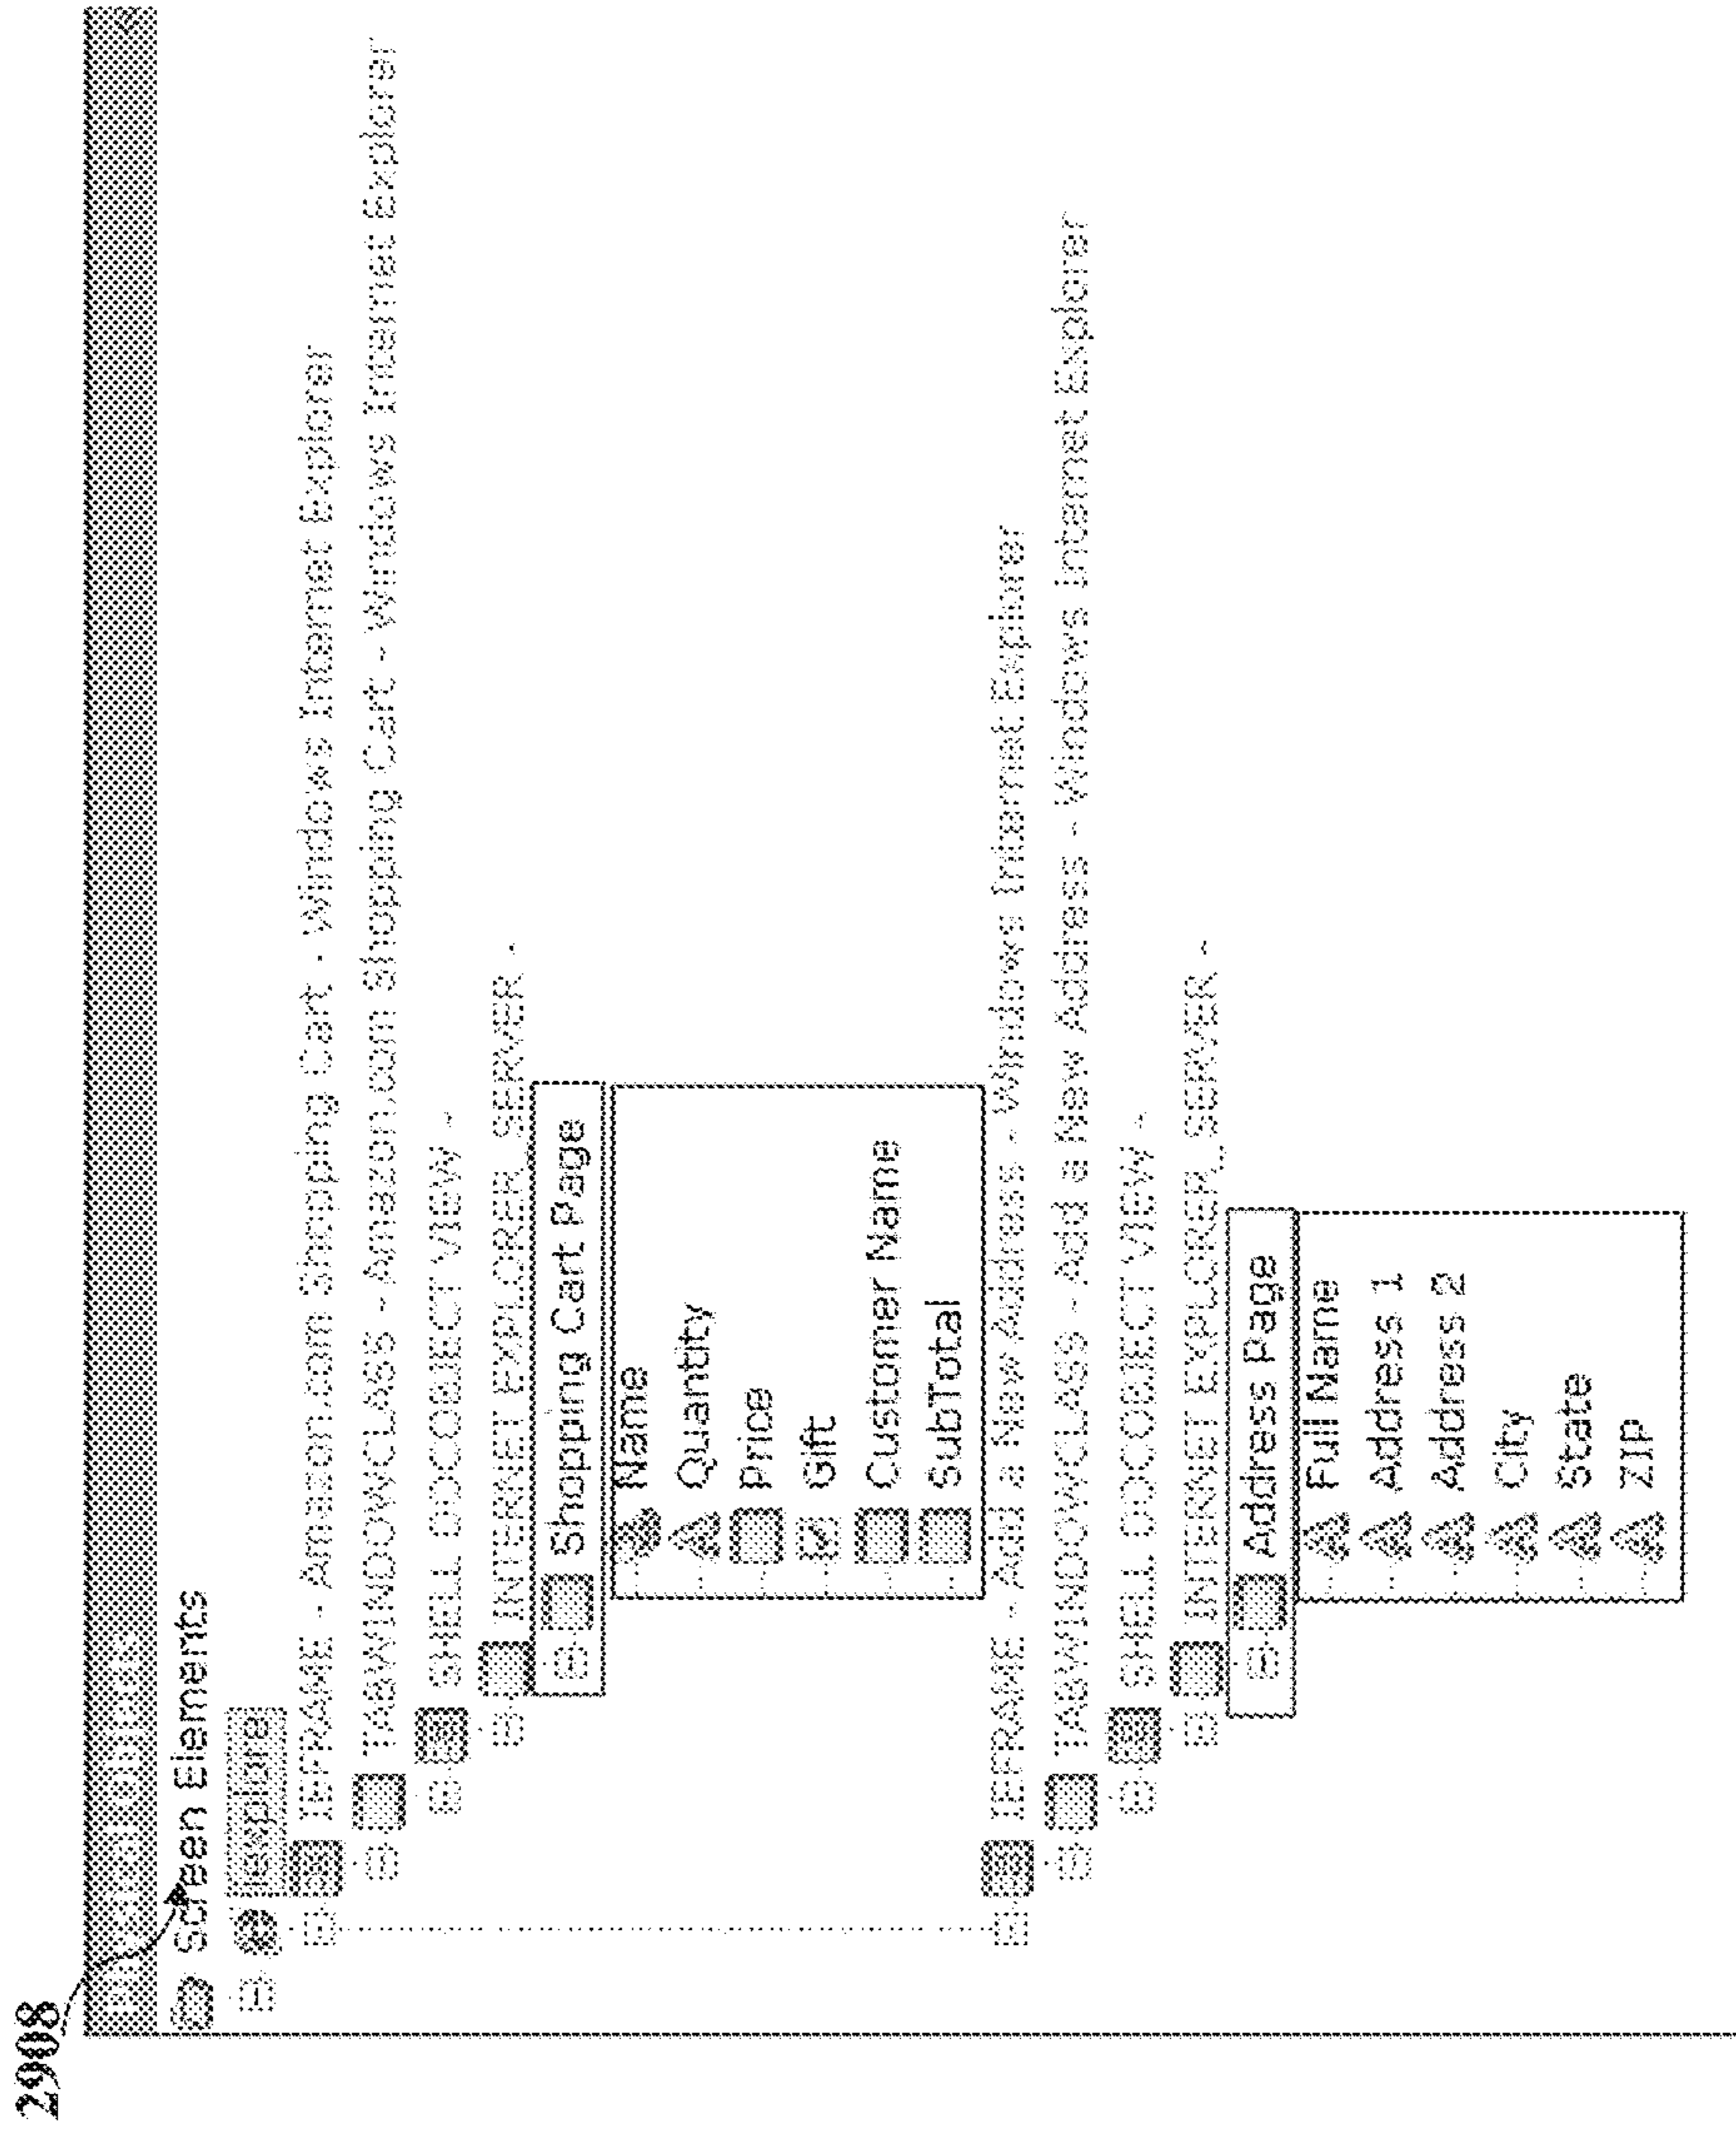 2908
Screen Elements
iexplore
IEFRAME - Amazon.com Shopping Cart - Windows Internet Explorer
TABWINDOWCLASS - Amazon.com Shopping Cart - Windows Internet Explorer
SHELL DOCOBJECT VIEW -
INTERNET EXPLORER_SERVER -
Shopping Cart Page
Name
Quantity
Price
Gift
Customer Name
SubTotal
IEFRAME - Add a New Address - Windows Internet Explorer
TABWINDOWCLASS - Add a New Address - Windows Internet Explorer
SHELL DOCOBJECT VIEW -
INTERNET EXPLORER_SERVER -
Address Page
Full Name
Address 1
Address 2
City
State
ZIP